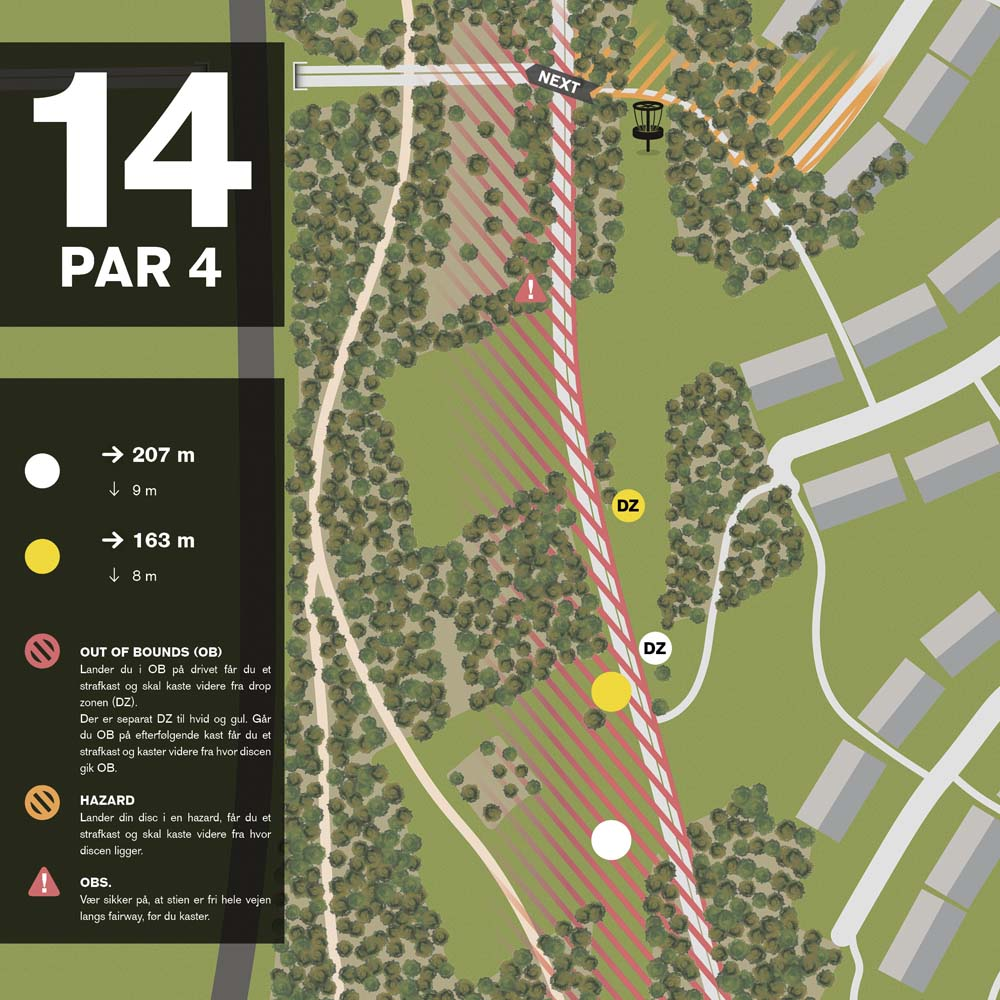 14
PAR 4
→ 207 m
↓ 9 m
→ 163 m
↓ 8 m
OUT OF BOUNDS (OB)
Lander du i OB på drivet får du et
strafkast og skal kaste videre fra drop
zonen (DZ).
Der er separat DZ til hvid og gul. Går
du OB på efterfølgende kast får du et
strafkast og kaster videre fra hvor discen
gik OB.
HAZARD
Lander din disc i en hazard, får du et
strafkast og skal kaste videre fra hvor
discen ligger.
OBS.
Vær sikker på, at stien er fri hele vejen
langs fairway, før du kaster.
NEXT
!
DZ
DZ